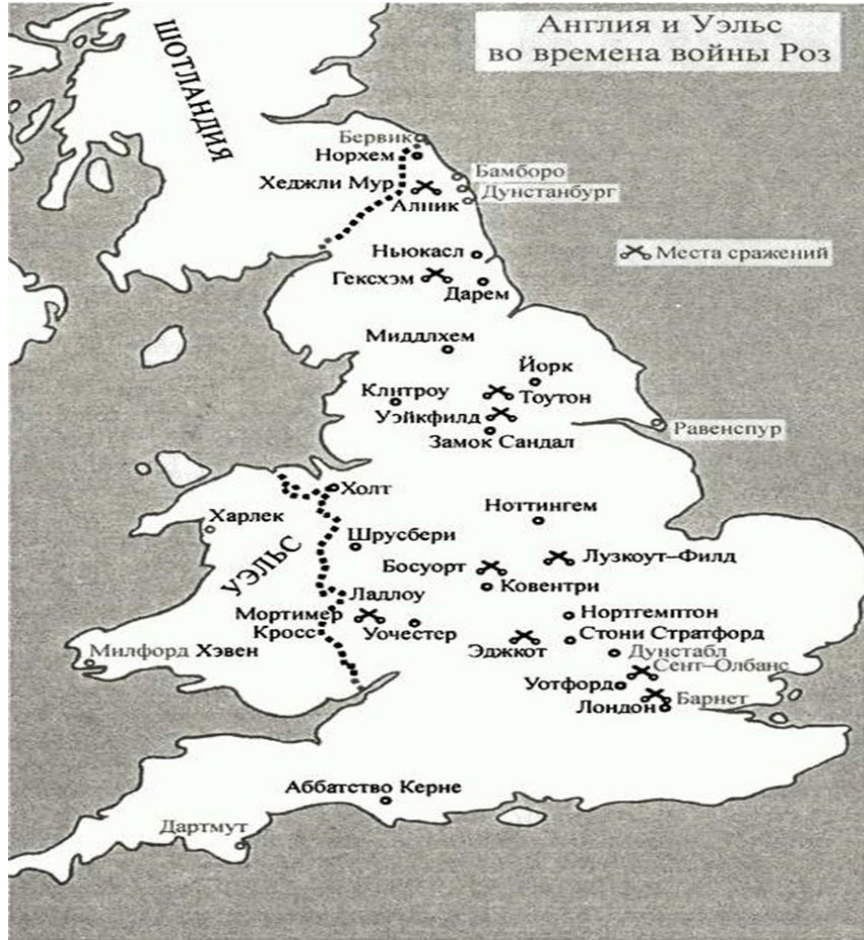 Англия и Уэльс
во времена войны Роз
ШОТЛАНДИЯ
Бервик
Норхем
Бамборо
Хеджли Мур
Дунстанбург
Алник
Ньюкасл
Места сражений
Гексхэм
Дарем
Миддлхем
Йорк
Клитроу
Тоутон
Уэйкфилд
Равенспур
Замок Сандал
Холт
Ноттингем
Харлек
Шрусбери
УЭЛЬС
Босуорт
Лузкоут-Филд
Ковентри
Ладлоу
Мортимер
Кросс
Нортгемптон
Уочестер
Стони Стратфорд
Эджкот
Милфорд Хэвен
Дунстабл
Сент-Олбанс
Уотфорд
Барнет
Лондон
Аббатство Керне
Дартмут